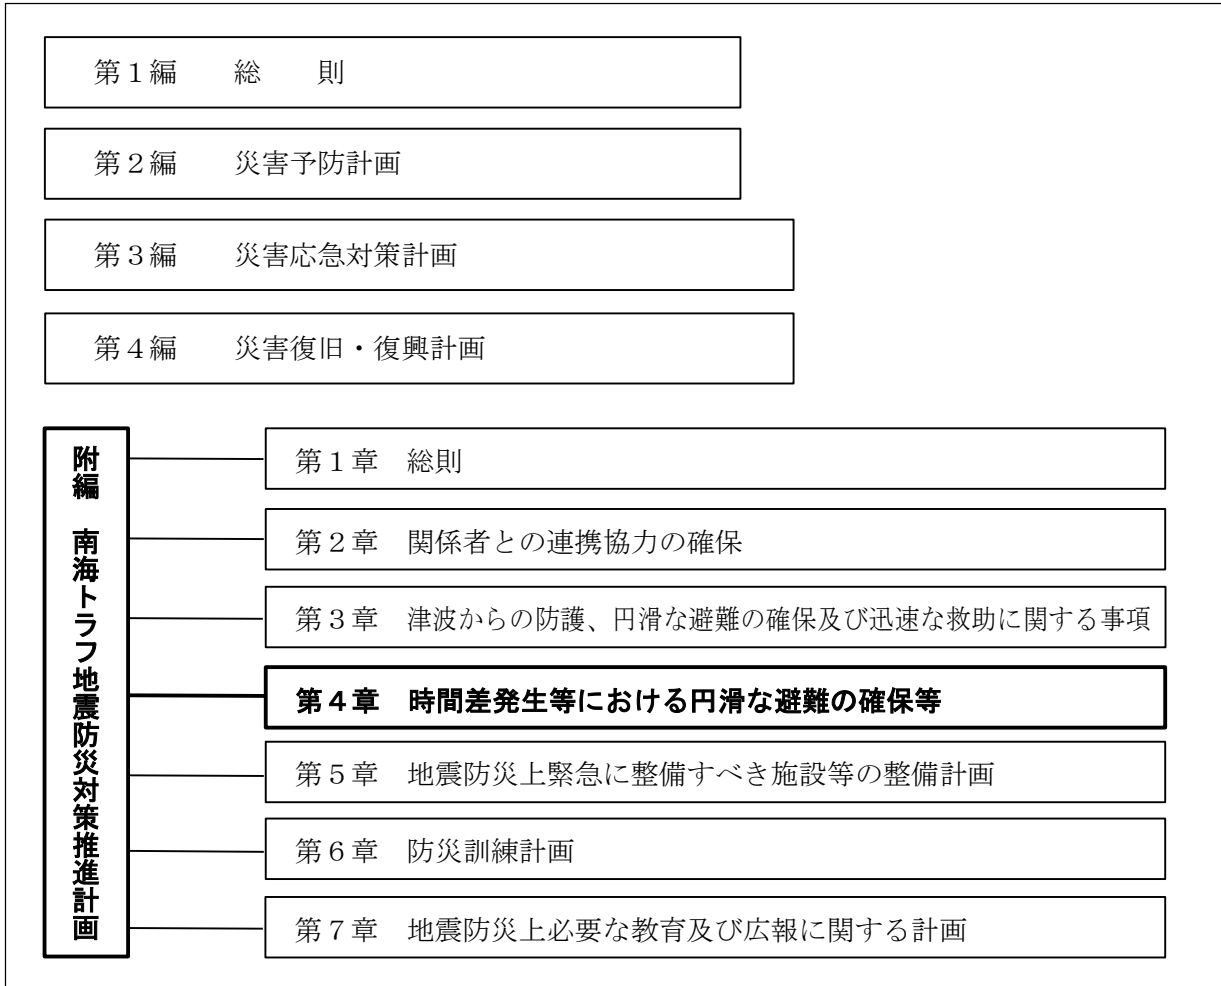 第１編　　総　　則
第２編　　災害予防計画
第３編　　災害応急対策計画
第４編　　災害復旧・復興計画
附編　南海トラフ地震防災対策推進計画
第１章　総則
第２章　関係者との連携協力の確保
第３章　津波からの防護、円滑な避難の確保及び迅速な救助に関する事項
第４章　時間差発生等における円滑な避難の確保等
第５章　地震防災上緊急に整備すべき施設等の整備計画
第６章　防災訓練計画
第７章　地震防災上必要な教育及び広報に関する計画